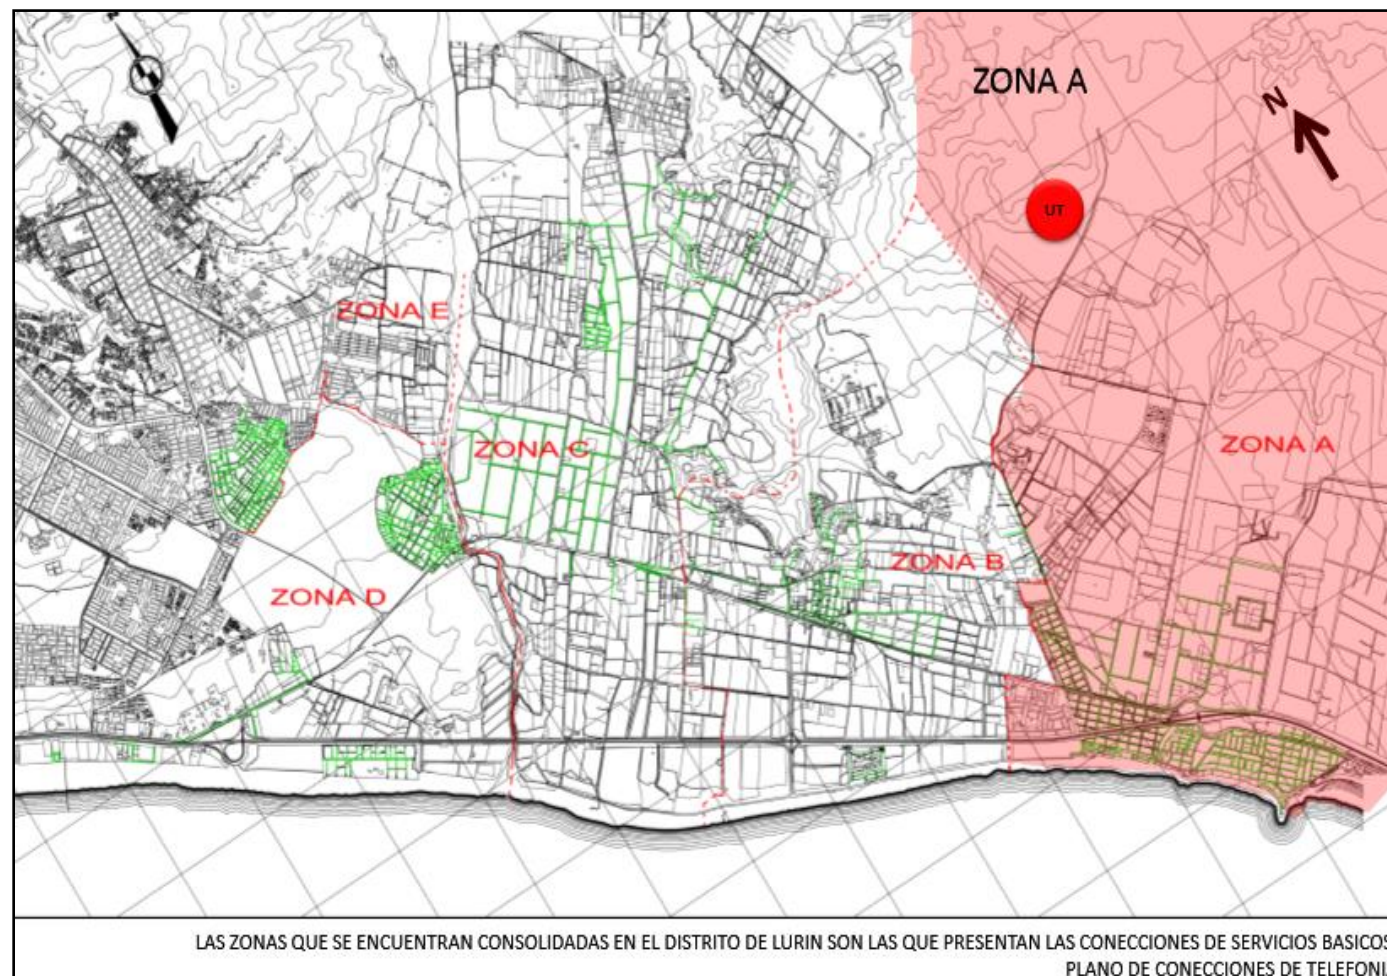 ZONA A
N
UT
ZONA E
ZONA C
ZONA A
ZONA B
ZONA D
LAS ZONAS QUE SE ENCUENTRAN CONSOLIDADAS EN EL DISTRITO DE LURIN SON LAS QUE PRESENTAN LAS CONECCIONES DE SERVICIOS BASICOS
PLANO DE CONECCIONES DE TELEFONI